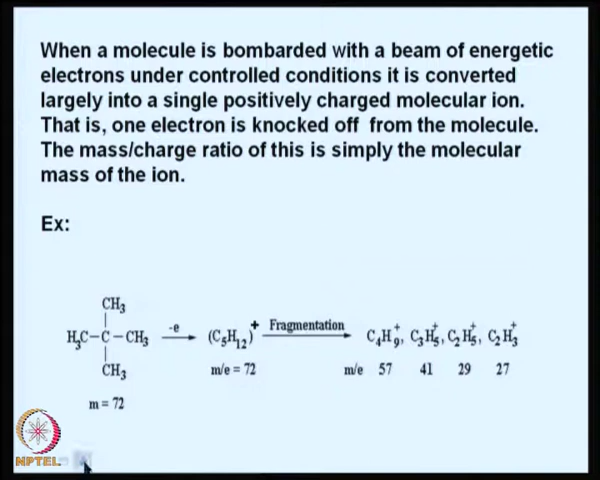 When a molecule is bombarded with a beam of energetic
electrons under controlled conditions it is converted
largely into a single positively charged molecular ion.
That is, one electron is knocked off from the molecule.
The mass/charge ratio of this is simply the molecular
mass of the ion.
Ex:
CH₃
H₃C–C–CH₃ -e → (C₅H₁₂)⁺ Fragmentation → C₄H₉⁺, C₃H₅⁺, C₂H₅⁺, C₂H₃⁺
CH₃ m/e = 72 m/e 57 41 29 27
m = 72
NPTEL